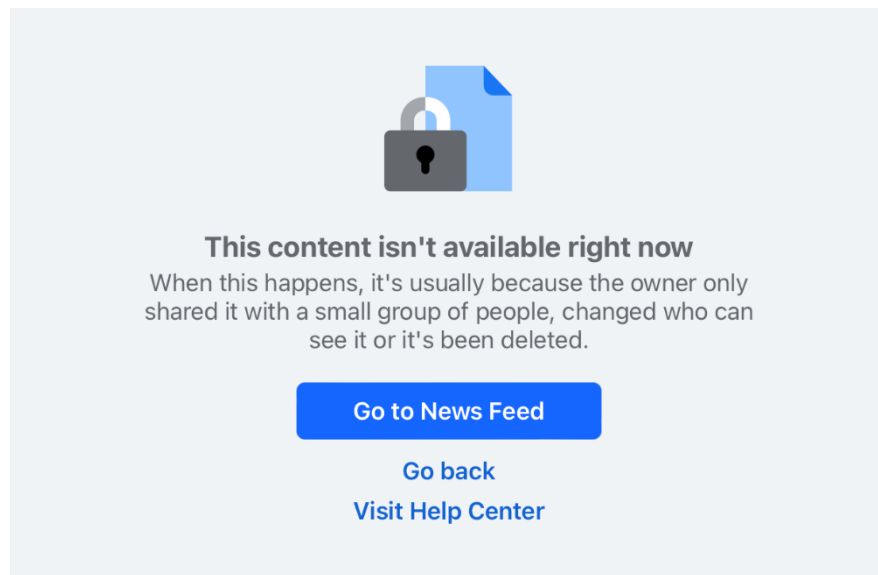 This content isn't available right now
When this happens, it's usually because the owner only
shared it with a small group of people, changed who can
see it or it's been deleted.
Go to News Feed
Go back
Visit Help Center